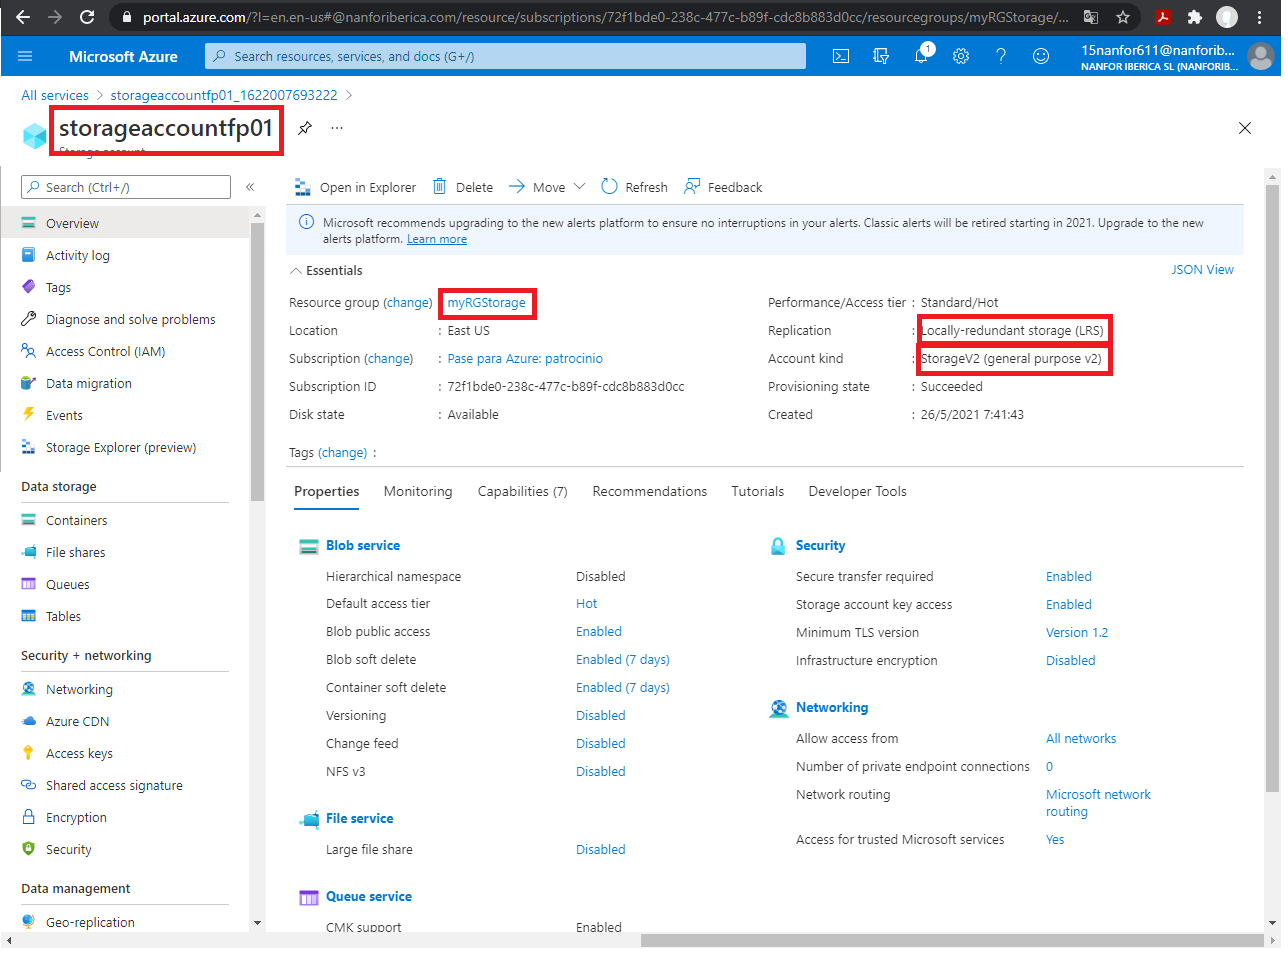 portal.azure.com/?l=en.en-us#@nanforiberica.com/resource/subscriptions/72f1bde0-238c-477c-b89f-cdc8b883d0cc/resourcegroups/myRGStorage/...
Microsoft Azure
Search resources, services, and docs (G+/)
1
15nanfor611@nanforib...
NANFOR IBERICA SL (NANFORIB...
All services > storageaccountfp01_1622007693222 >
storageaccountfp01
...
Storage account
Search (Ctrl+/)
«
Open in Explorer
Delete
Move
Refresh
Feedback
Overview
Activity log
Tags
Diagnose and solve problems
Access Control (IAM)
Data migration
Events
Storage Explorer (preview)
Data storage
Containers
File shares
Queues
Tables
Security + networking
Networking
Azure CDN
Access keys
Shared access signature
Encryption
Security
Data management
Geo-replication
Microsoft recommends upgrading to the new alerts platform to ensure no interruptions in your alerts. Classic alerts will be retired starting in 2021. Upgrade to the new
alerts platform. Learn more
Essentials
JSON View
Resource group (change) myRGStorage
Location : East US
Subscription (change) : Pase para Azure: patrocinio
Subscription ID : 72f1bde0-238c-477c-b89f-cdc8b883d0cc
Disk state : Available
Performance/Access tier : Standard/Hot
Replication : Locally-redundant storage (LRS)
Account kind : StorageV2 (general purpose v2)
Provisioning state : Succeeded
Created : 26/5/2021 7:41:43
Tags (change) :
Properties
Monitoring
Capabilities (7)
Recommendations
Tutorials
Developer Tools
Blob service
Hierarchical namespace Disabled
Default access tier Hot
Blob public access Enabled
Blob soft delete Enabled (7 days)
Container soft delete Enabled (7 days)
Versioning Disabled
Change feed Disabled
NFS v3 Disabled
File service
Large file share Disabled
Queue service
CMK support Enabled
Security
Secure transfer required Enabled
Storage account key access Enabled
Minimum TLS version Version 1.2
Infrastructure encryption Disabled
Networking
Allow access from All networks
Number of private endpoint connections 0
Network routing Microsoft network
routing
Access for trusted Microsoft services Yes